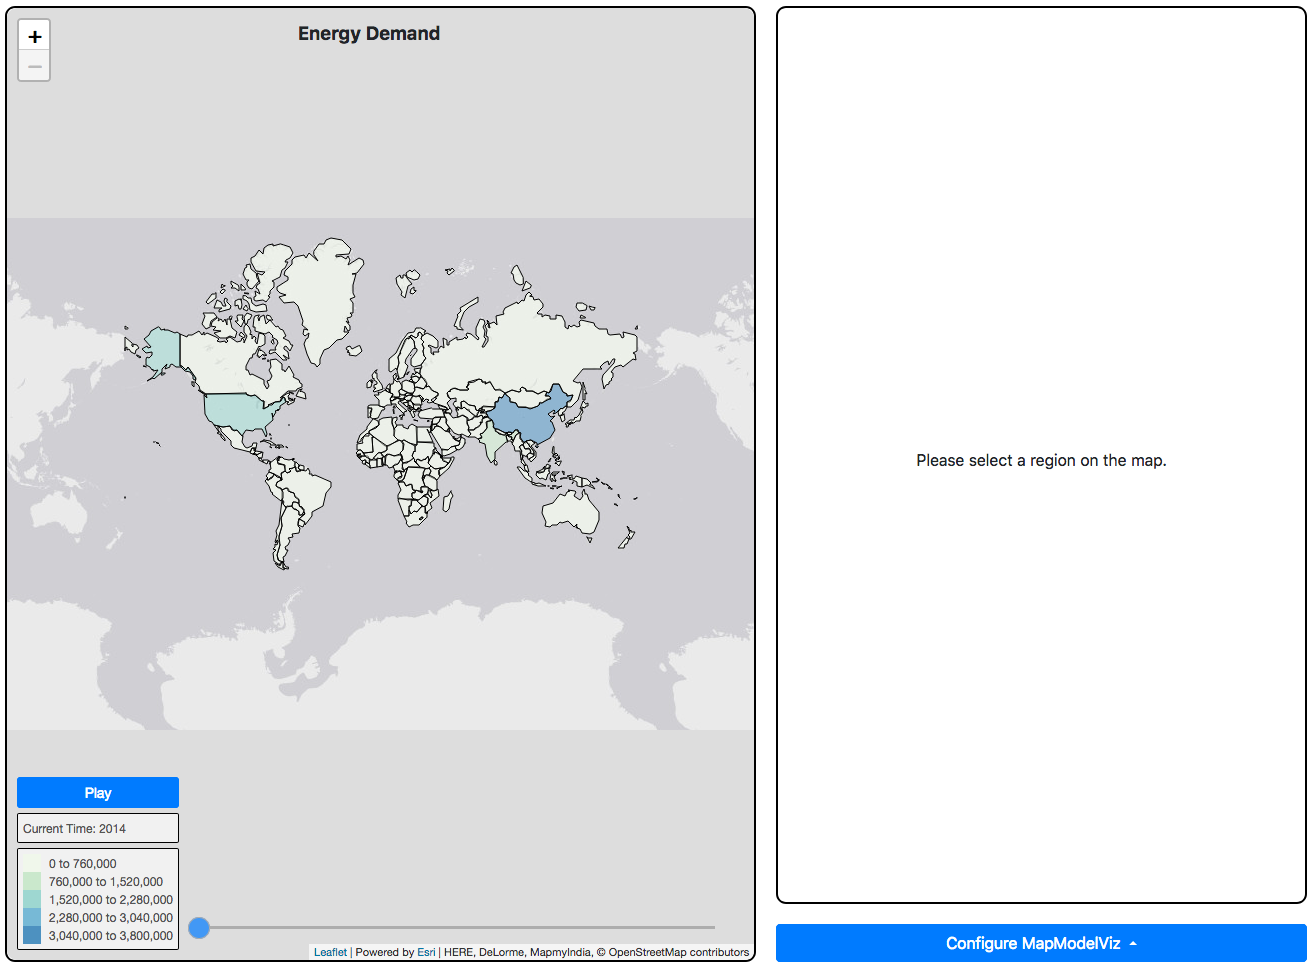 +
Energy Demand
−
Please select a region on the map.
Play
Current Time: 2014
0 to 760,000
760,000 to 1,520,000
1,520,000 to 2,280,000
2,280,000 to 3,040,000
3,040,000 to 3,800,000
Leaflet | Powered by Esri | HERE, DeLorme, MapmyIndia, © OpenStreetMap contributors
Configure MapModelViz